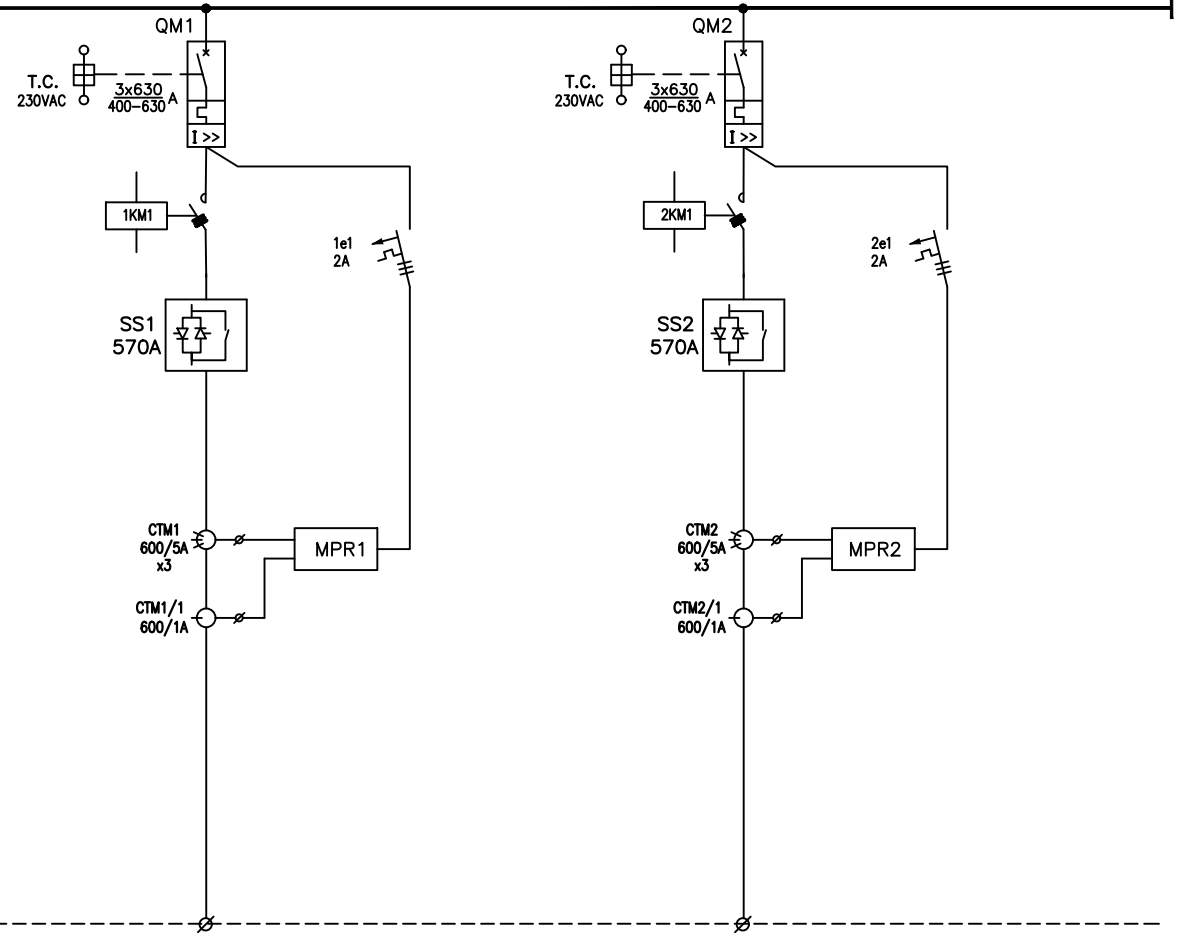 QM1
T.C.
230VAC
3x630
400-630 A
I >>
1KM1
1e1
2A
SS1
570A
CTM1
600/5A
x3
MPR1
CTM1/1
600/1A
QM2
T.C.
230VAC
3x630
400-630 A
I >>
2KM1
2e1
2A
SS2
570A
CTM2
600/5A
x3
MPR2
CTM2/1
600/1A